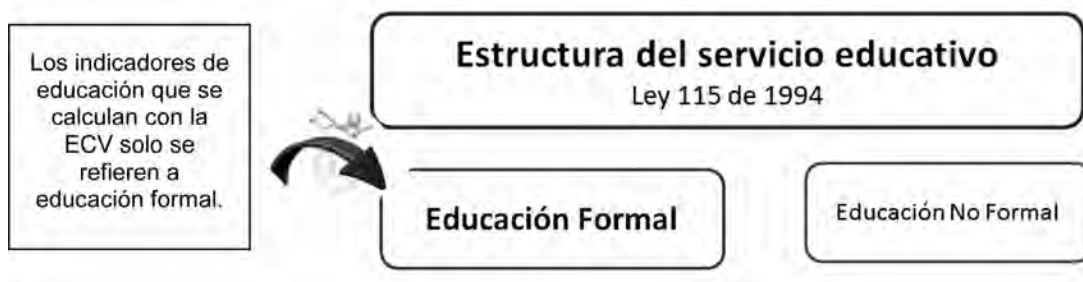 Los indicadores de
educación que se
calculan con la
ECV solo se
refieren a
educación formal.
Estructura del servicio educativo
Ley 115 de 1994
Educación Formal
Educación No Formal